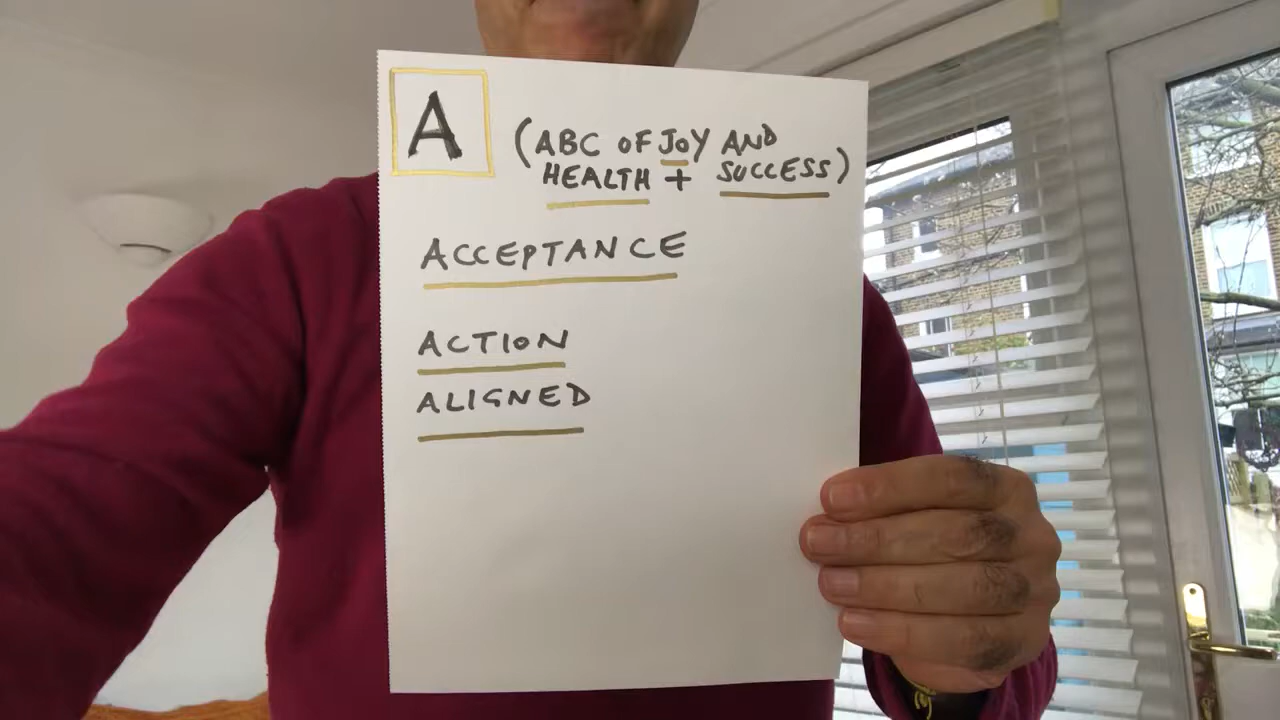 A
(ABC OF JOY AND
HEALTH + SUCCESS)
ACCEPTANCE
ACTION
ALIGNED